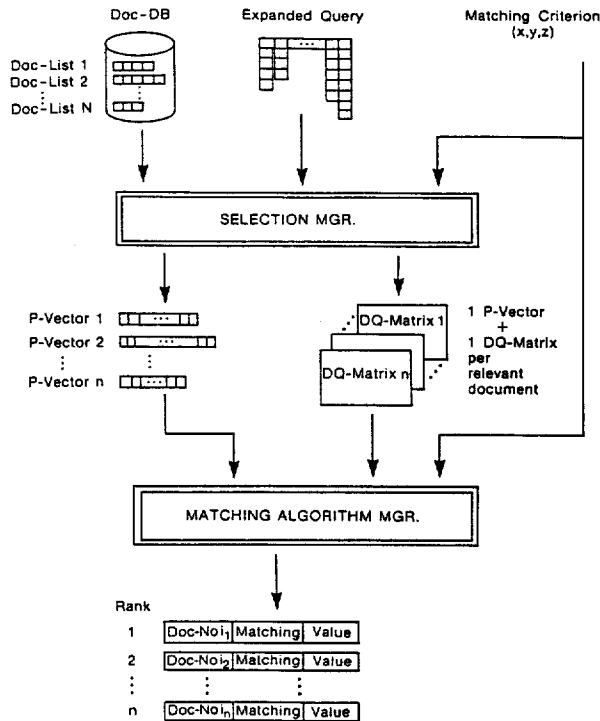 Doc-DB
Expanded Query
Matching Criterion
(x,y,z)
Doc-List 1
Doc-List 2
Doc-List N
SELECTION MGR.
P-Vector 1
P-Vector 2
P-Vector n
DQ-Matrix 1
DQ-Matrix n
1 P-Vector
+
1 DQ-Matrix
per
relevant
document
MATCHING ALGORITHM MGR.
Rank
1 Doc-Noi1 Matching Value
2 Doc-Noi2 Matching Value
n Doc-Noin Matching Value